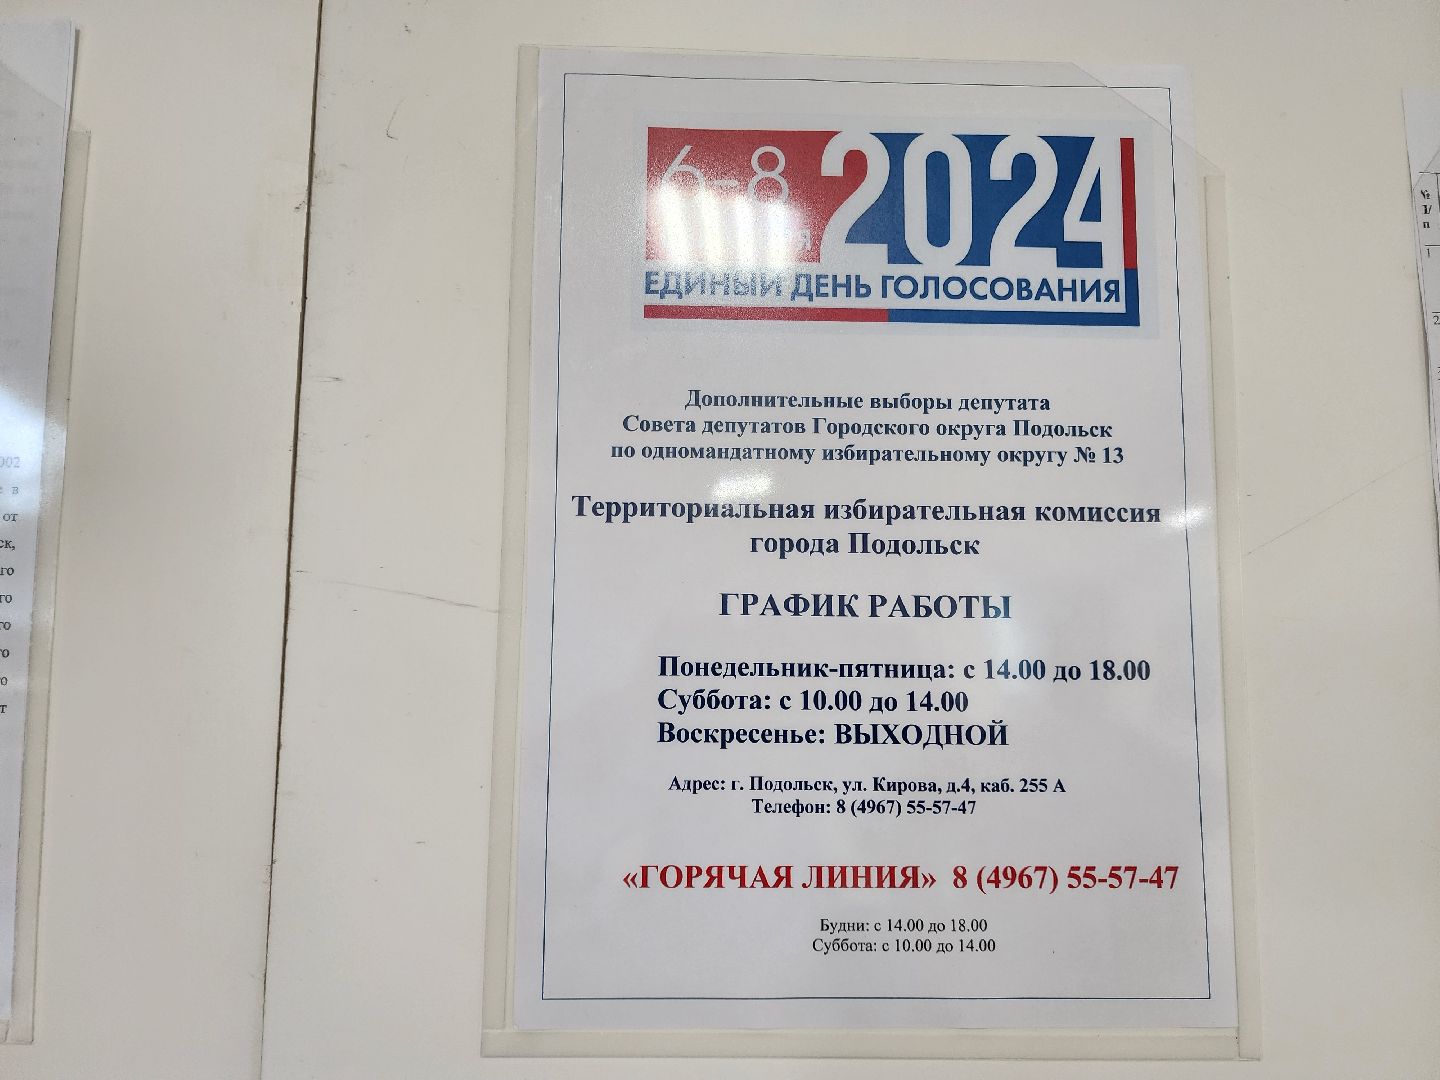 6-8 2024
ЕДИНЫЙ ДЕНЬ ГОЛОСОВАНИЯ
Дополнительные выборы депутата
Совета депутатов Городского округа Подольск
по одномандатному избирательному округу № 13
Территориальная избирательная комиссия
города Подольск
ГРАФИК РАБОТЫ
Понедельник-пятница: с 14.00 до 18.00
Суббота: с 10.00 до 14.00
Воскресенье: ВЫХОДНОЙ
Адрес: г. Подольск, ул. Кирова, д.4, каб. 255 А
Телефон: 8 (4967) 55-57-47
«ГОРЯЧАЯ ЛИНИЯ» 8 (4967) 55-57-47
Будни: с 14.00 до 18.00
Суббота: с 10.00 до 14.00